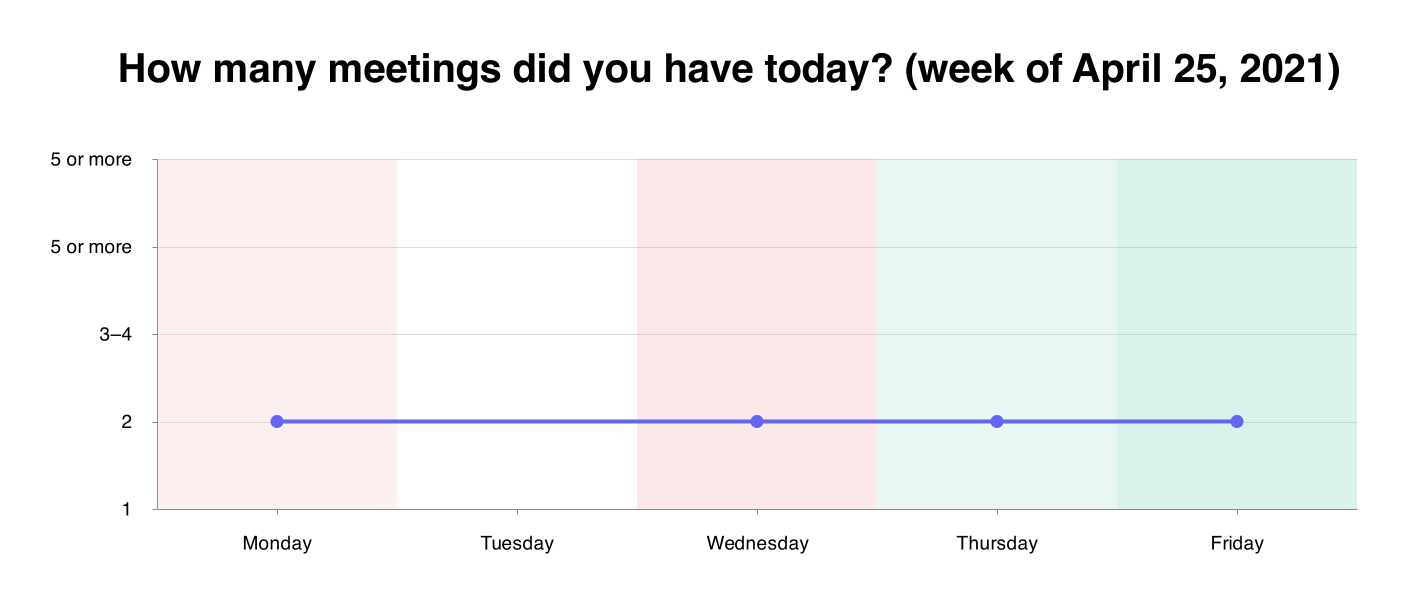 How many meetings did you have today? (week of April 25, 2021)
5 or more
5 or more
3–4
2
1
Monday Tuesday Wednesday Thursday Friday